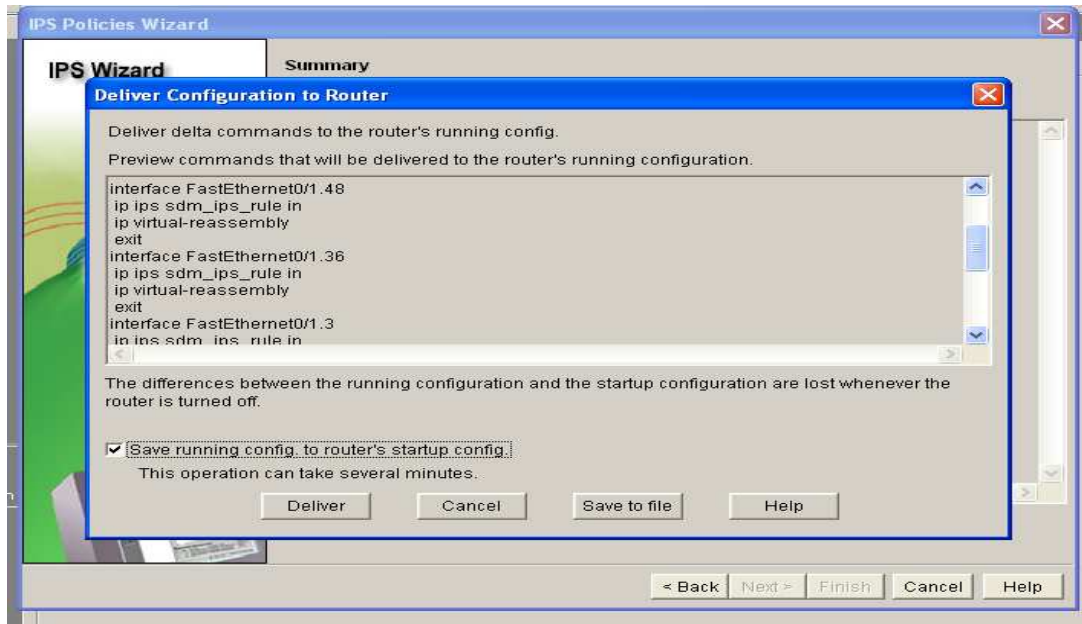 IPS Policies Wizard
IPS Wizard
Summary
Deliver Configuration to Router
Deliver delta commands to the router's running config.
Preview commands that will be delivered to the router's running configuration.
interface FastEthernet0/1.48
ip ips sdm_ips_rule in
ip virtual-reassembly
exit
interface FastEthernet0/1.36
ip ips sdm_ips_rule in
ip virtual-reassembly
exit
interface FastEthernet0/1.3
ip ips sdm_ips_rule in
The differences between the running configuration and the startup configuration are lost whenever the
router is turned off.
Save running config. to router's startup config.
This operation can take several minutes.
Deliver Cancel Save to file Help
< Back Next > Finish Cancel Help